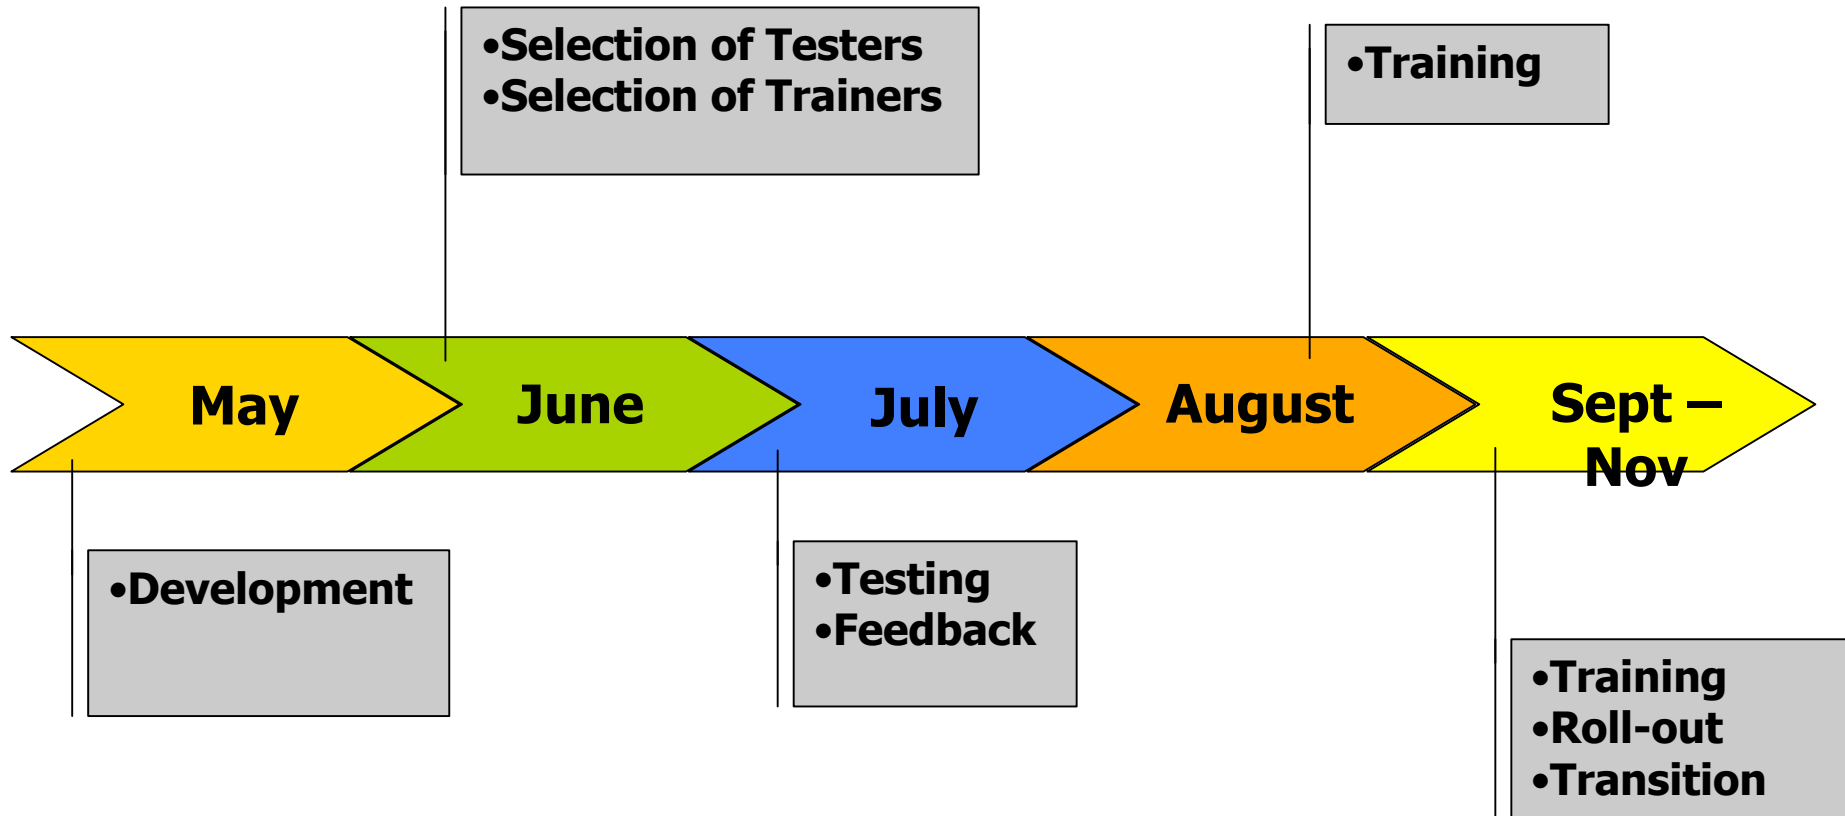 •Selection of Testers
•Selection of Trainers
•Training
May
June
July
August
Sept –
Nov
•Development
•Testing
•Feedback
•Training
•Roll-out
•Transition